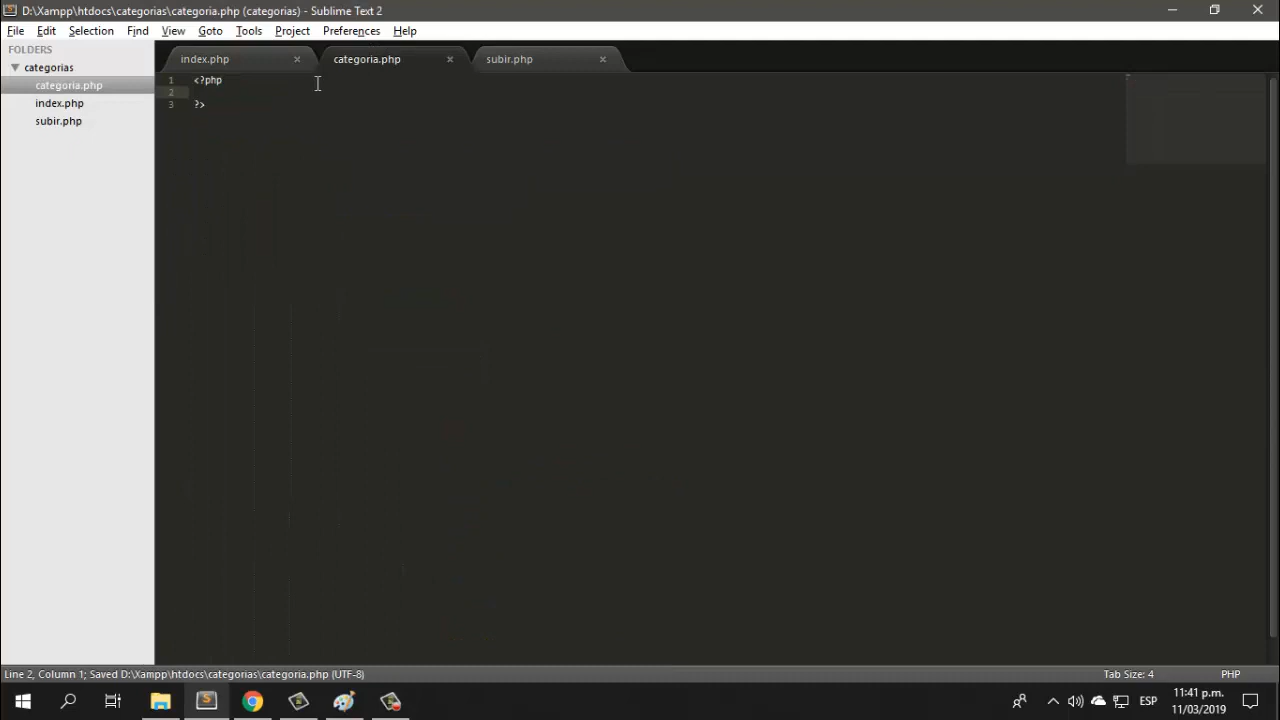 D:\Xampp\htdocs\categorias\categoria.php (categorias) - Sublime Text 2
File Edit Selection Find View Goto Tools Project Preferences Help
FOLDERS
categorias
categoria.php
index.php
subir.php
index.php × categoria.php × subir.php ×
1 <?php
2
3 ?>
Line 2, Column 1; Saved D:\Xampp\htdocs\categorias\categoria.php (UTF-8)
Tab Size: 4
PHP
ESP
11:41 p.m.
11/03/2019